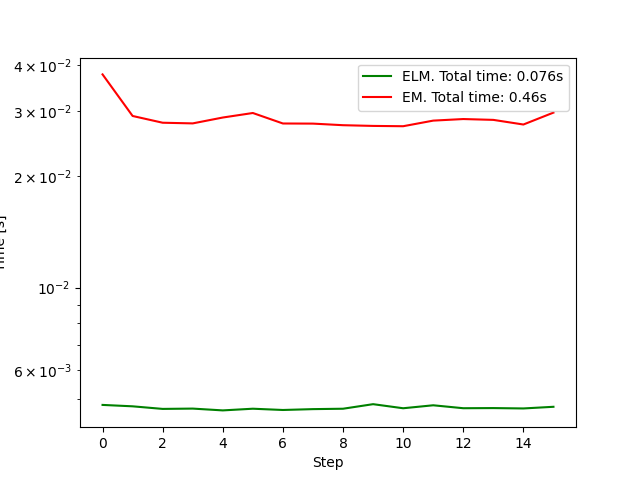 ELM. Total time: 0.076s
EM. Total time: 0.46s
4 × 10⁻²
3 × 10⁻²
2 × 10⁻²
10⁻²
6 × 10⁻³
0 2 4 6 8 10 12 14
Step